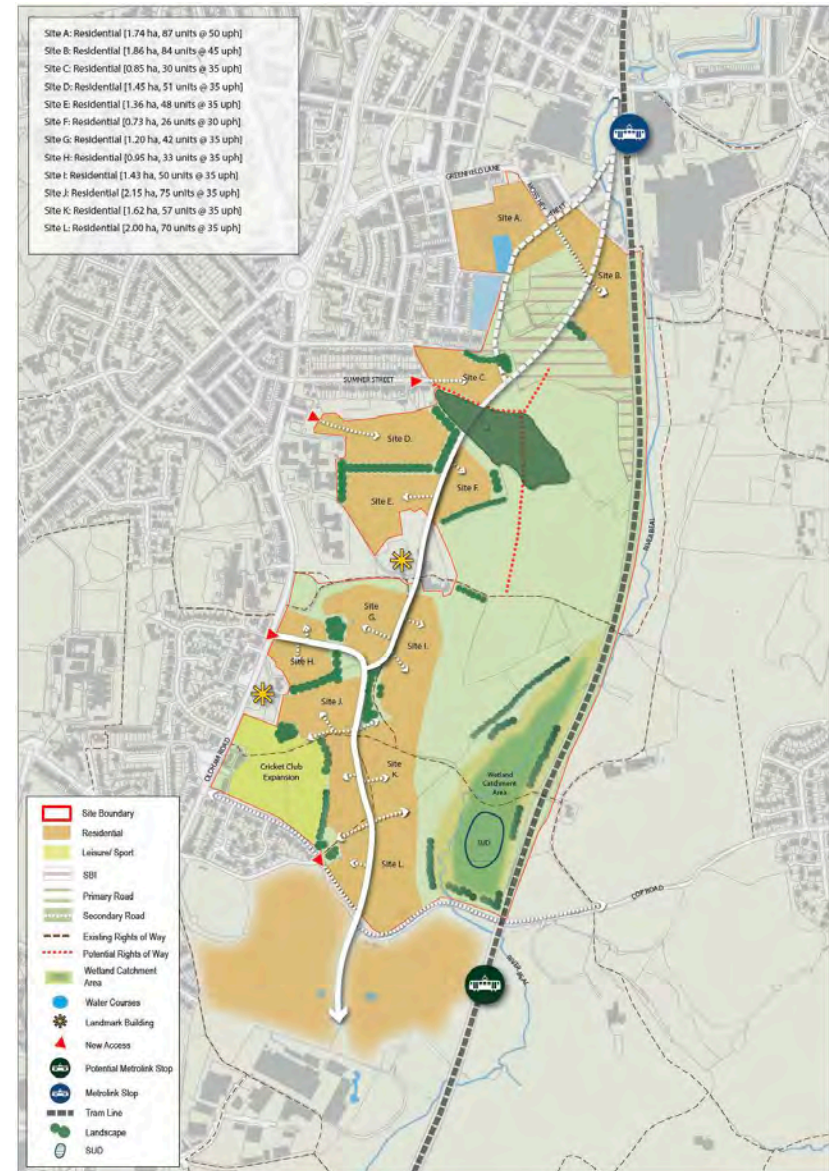 Site A: Residential [1.74 ha, 87 units @ 50 uph]
Site B: Residential [1.86 ha, 84 units @ 45 uph]
Site C: Residential [0.85 ha, 30 units @ 35 uph]
Site D: Residential [1.45 ha, 51 units @ 35 uph]
Site E: Residential [1.36 ha, 48 units @ 35 uph]
Site F: Residential [0.73 ha, 26 units @ 30 uph]
Site G: Residential [1.20 ha, 42 units @ 35 uph]
Site H: Residential [0.95 ha, 33 units @ 35 uph]
Site I: Residential [1.43 ha, 50 units @ 35 uph]
Site J: Residential [2.15 ha, 75 units @ 35 uph]
Site K: Residential [1.62 ha, 57 units @ 35 uph]
Site L: Residential [2.00 ha, 70 units @ 35 uph]
GREENFIELD LANE
MOSS HEY STREET
Site A.
Site B.
SUMNER STREET
Site C.
Site D.
Site E.
Site F.
RIVER BEAL
Site
G.
Site I.
Site H.
Site J.
OLDHAM ROAD
Cricket Club
Expansion
Site
K.
Wetland
Catchment
Area
SUD
Site L.
COP ROAD
RIVER BEAL
Site Boundary
Residential
Leisure/ Sport
SBI
Primary Road
Secondary Road
Existing Rights of Way
Potential Rights of Way
Wetland Catchment
Area
Water Courses
Landmark Building
New Access
Potential Metrolink Stop
Metrolink Stop
Tram Line
Landscape
SUD